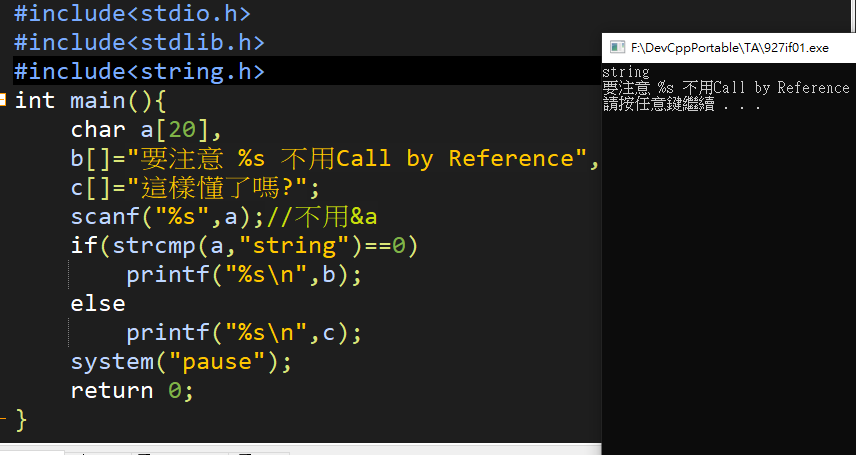 #include<stdio.h>
#include<stdlib.h>
#include<string.h>
int main(){
char a[20],
b[]="要注意 %s 不用Call by Reference",
c[]="這樣懂了嗎?";
scanf("%s",a);//不用&a
if(strcmp(a,"string")==0)
printf("%s\n",b);
else
printf("%s\n",c);
system("pause");
return 0;
}
F:\DevCppPortable\TA\927if01.exe
string
要注意 %s 不用Call by Reference
請按任意鍵繼續 . . .